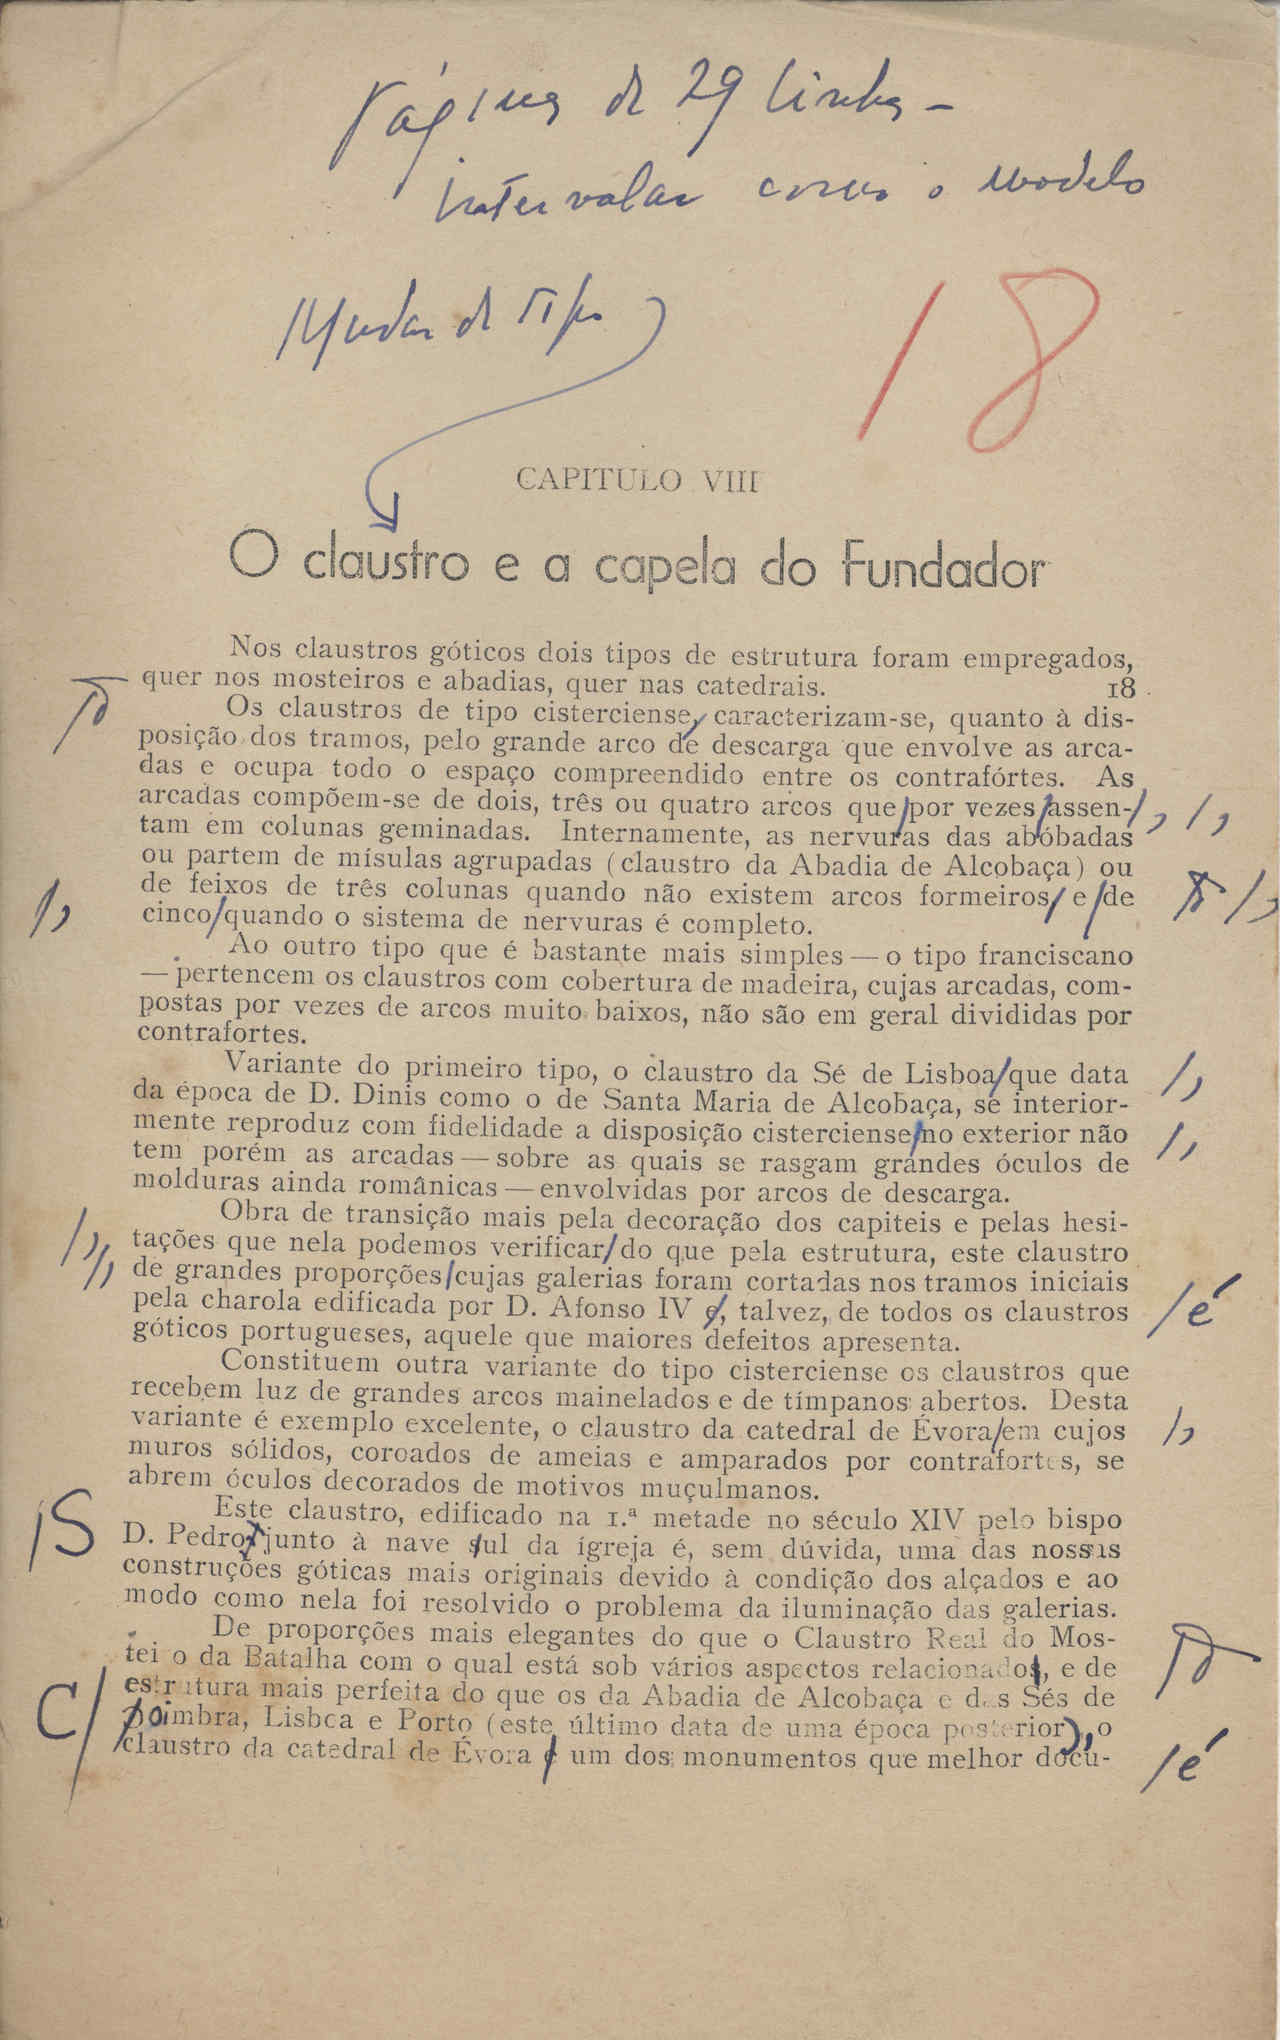 Páginas de 29 linhas —
intervalar como o modelo
Mudar de tipo
18
CAPITULO VIII
O claustro e a capela do Fundador
Nos claustros góticos dois tipos de estrutura foram empregados,
quer nos mosteiros e abadias, quer nas catedrais. 18
Os claustros de tipo cisterciense, caracterizam-se, quanto à dis-
posição dos tramos, pelo grande arco de descarga que envolve as arca-
das e ocupa todo o espaço compreendido entre os contrafórtes. As
arcadas compõem-se de dois, três ou quatro arcos que/por vezes/assen-/, /,
tam em colunas geminadas. Internamente, as nervuras das abóbadas
ou partem de mísulas agrupadas (claustro da Abadia de Alcobaça) ou
de feixos de três colunas quando não existem arcos formeiros/ e/de /,
/, cinco/quando o sistema de nervuras é completo.
Ao outro tipo que é bastante mais simples — o tipo franciscano
— pertencem os claustros com cobertura de madeira, cujas arcadas, com-
postas por vezes de arcos muito baixos, não são em geral divididas por
contrafortes.
Variante do primeiro tipo, o claustro da Sé de Lisboa/que data /,
da época de D. Dinis como o de Santa Maria de Alcobaça, se interior-
mente reproduz com fidelidade a disposição cisterciense/no exterior não /,
tem porém as arcadas — sobre as quais se rasgam grandes óculos de
molduras ainda românicas — envolvidas por arcos de descarga.
Obra de transição mais pela decoração dos capiteis e pelas hesi-
/, tações que nela podemos verificar/do que pela estrutura, este claustro
/, de grandes proporções/cujas galerias foram cortadas nos tramos iniciais
pela charola edificada por D. Afonso IV e, talvez, de todos os claustros /é
góticos portugueses, aquele que maiores defeitos apresenta.
Constituem outra variante do tipo cisterciense os claustros que
recebem luz de grandes arcos mainelados e de tímpanos abertos. Desta
variante é exemplo excelente, o claustro da catedral de Évora/em cujos /,
muros sólidos, coroados de ameias e amparados por contrafortes, se
abrem óculos decorados de motivos muçulmanos.
Este claustro, edificado na 1.ª metade no século XIV pelo bispo
/S D. Pedro, junto à nave sul da ígreja é, sem dúvida, uma das nossas
construções góticas mais originais devido à condição dos alçados e ao
modo como nela foi resolvido o problema da iluminação das galerias.
De proporções mais elegantes do que o Claustro Real do Mos-
tei o da Batalha com o qual está sob vários aspectos relacionado, e de
estrutura mais perfeita do que os da Abadia de Alcobaça e das Sés de
C/ oimbra, Lisboa e Porto (este último data de uma época posterior), o
claustro da catedral de Évora e um dos monumentos que melhor docu- /é